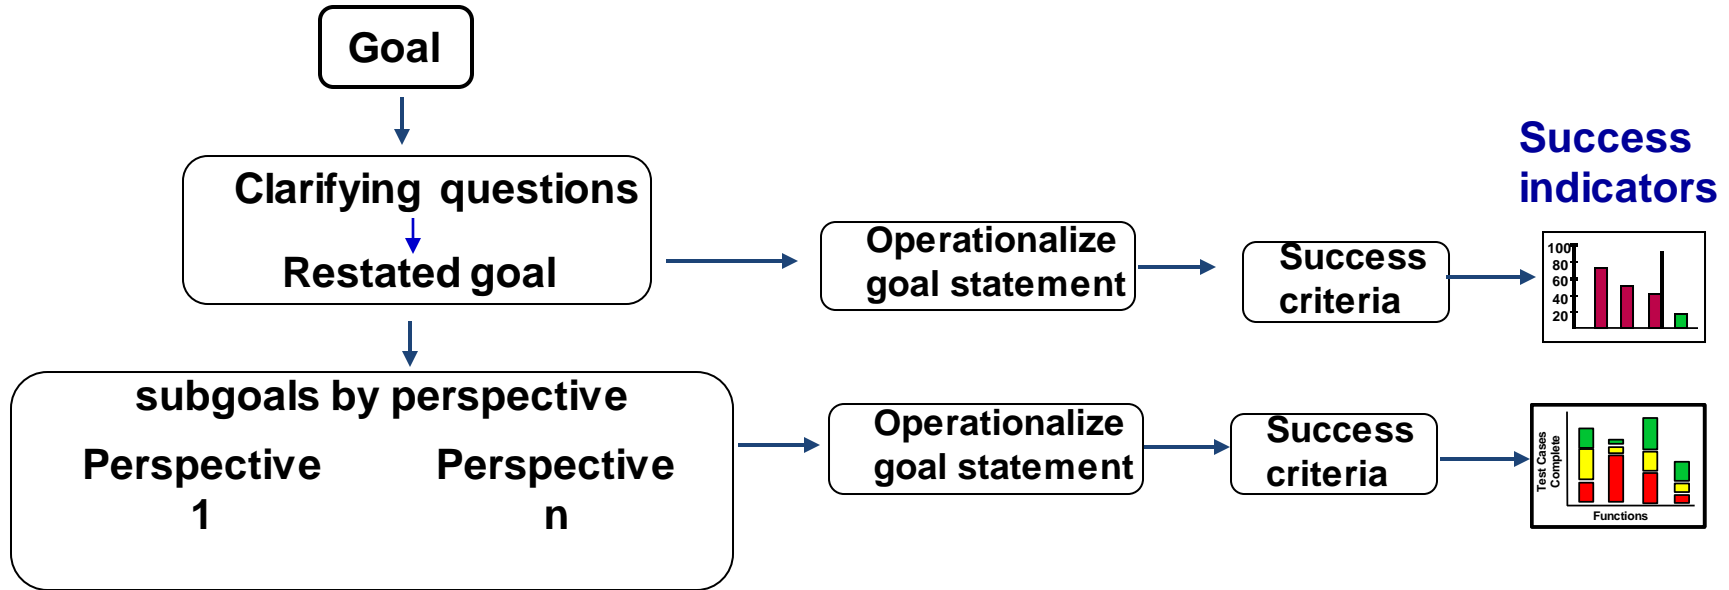 Goal
Clarifying questions
Restated goal
Success
indicators
Operationalize
goal statement
Success
criteria
100
80
60
40
20
subgoals by perspective
Perspective
1
Perspective
n
Operationalize
goal statement
Success
criteria
Test Cases
Complete
Functions